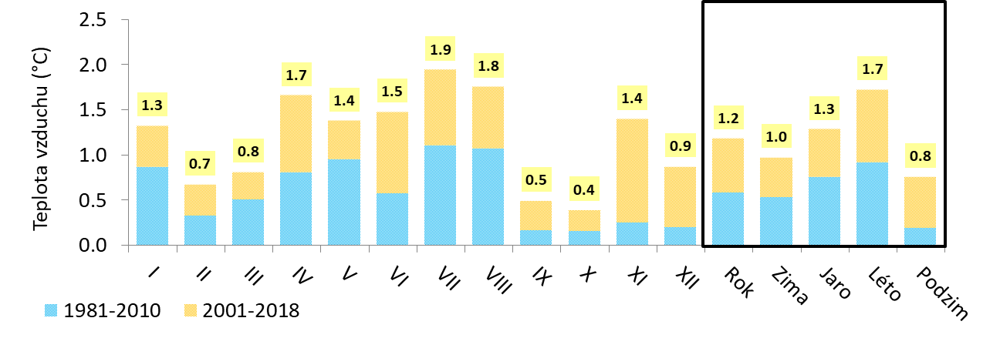 Teplota vzduchu (°C)
2.5
2.0
1.5
1.0
0.5
0.0
1.3
0.7
0.8
1.7
1.4
1.5
1.9
1.8
0.5
0.4
1.4
0.9
1.2
1.0
1.3
1.7
0.8
I
II
III
IV
V
VI
VII
VIII
IX
X
XI
XII
Rok
Zima
Jaro
Léto
Podzim
1981-2010
2001-2018